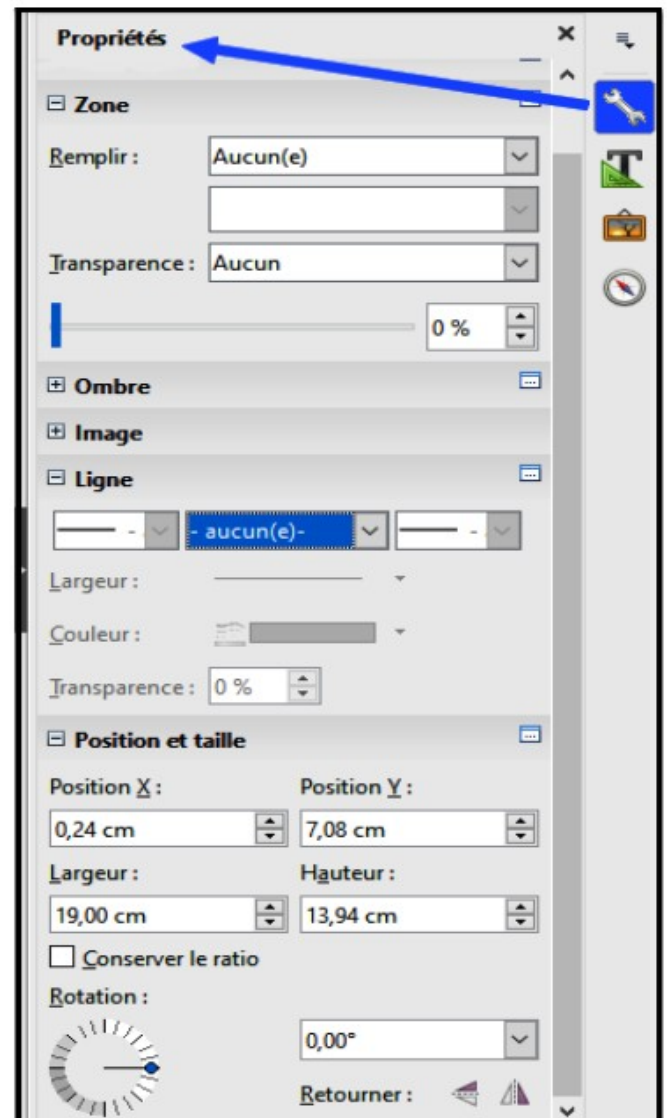 Propriétés
Zone
Remplir : Aucun(e)
Transparence : Aucun
0 %
Ombre
Image
Ligne
- aucun(e)-
Largeur :
Couleur :
Transparence : 0 %
Position et taille
Position X : Position Y :
0,24 cm 7,08 cm
Largeur : Hauteur :
19,00 cm 13,94 cm
Conserver le ratio
Rotation :
0,00°
Retourner :